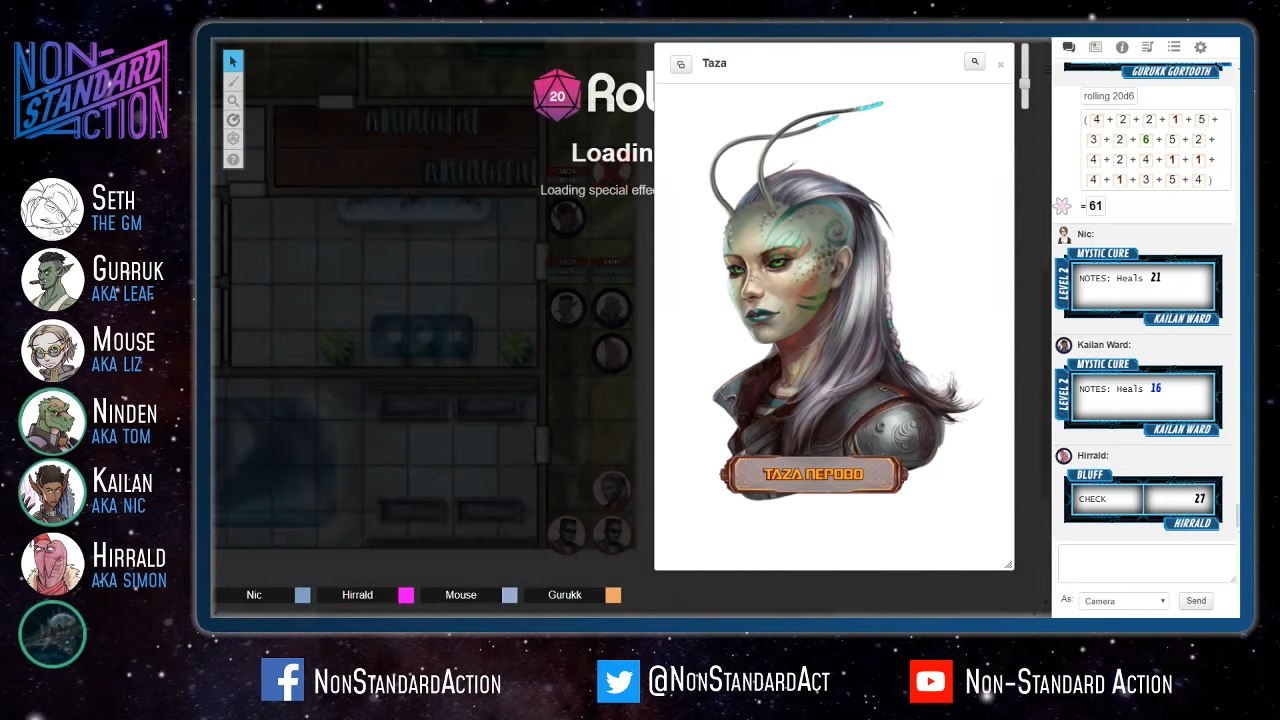 NON-
STANDARD
ACTION
SETH
THE GM
GURRUK
AKA LEAF
MOUSE
AKA LIZ
NINDEN
AKA TOM
KAILAN
AKA NIC
HIRRALD
AKA SIMON
20
Rol
Loadin
Loading special effe
Taza
TAZA ПEPOBO
Nic
Hirrald
Mouse
Gurukk
GURUKK GORTOOTH
rolling 20d6
( 4 + 2 + 2 + 1 + 5 +
3 + 2 + 6 + 5 + 2 +
4 + 2 + 4 + 1 + 1 +
4 + 1 + 3 + 5 + 4 )
= 61
Nic:
MYSTIC CURE
LEVEL 2
NOTES: Heals 21
KAILAN WARD
Kailan Ward:
MYSTIC CURE
LEVEL 2
NOTES: Heals 16
KAILAN WARD
Hirrald:
BLUFF
CHECK 27
HIRRALD
As: Camera Send
NONSTANDARDACTION
@NONSTANDARDACT
NON-STANDARD ACTION